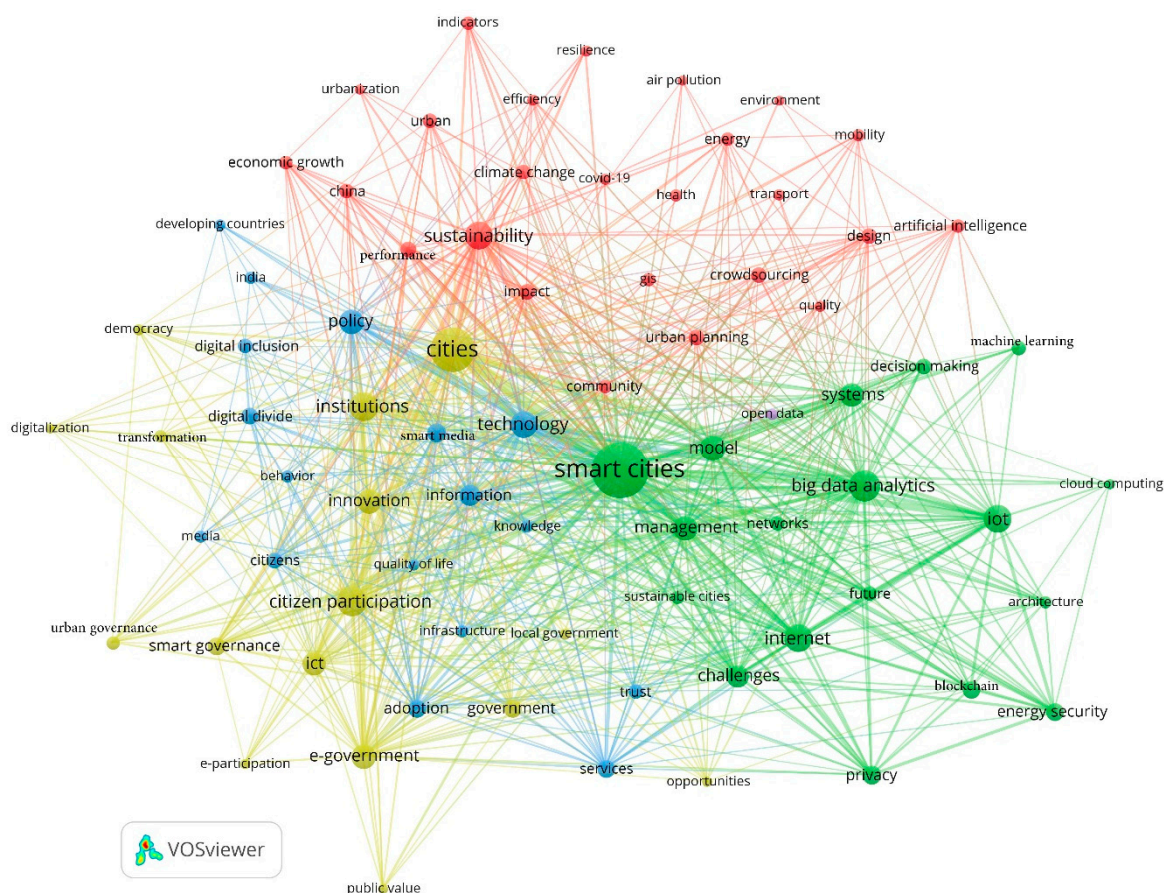 indicators
resilience
air pollution
urbanization
efficiency
environment
urban
energy
mobility
economic growth
climate change
covid-19
china
health
transport
developing countries
sustainability
artificial intelligence
design
performance
india
impact
gis
crowdsourcing
quality
democracy
policy
digital inclusion
cities
urban planning
machine learning
decision making
community
systems
institutions
digital divide
technology
open data
digitalization
transformation
smart media
model
smart cities
behavior
innovation
information
big data analytics
cloud computing
media
knowledge
management
networks
iot
citizens
quality of life
citizen participation
sustainable cities
future
architecture
urban governance
smart governance
infrastructure
local government
internet
ict
challenges
trust
blockchain
adoption
government
energy security
e-participation
e-government
services
opportunities
privacy
VOSviewer
public value